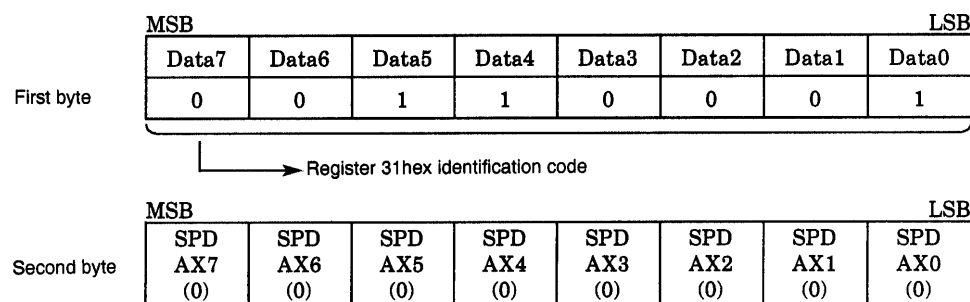 MSB LSB
Data7 Data6 Data5 Data4 Data3 Data2 Data1 Data0
First byte 0 0 1 1 0 0 0 1
Register 31hex identification code
MSB LSB
SPD SPD SPD SPD SPD SPD SPD SPD
Second byte AX7 AX6 AX5 AX4 AX3 AX2 AX1 AX0
(0) (0) (0) (0) (0) (0) (0) (0)